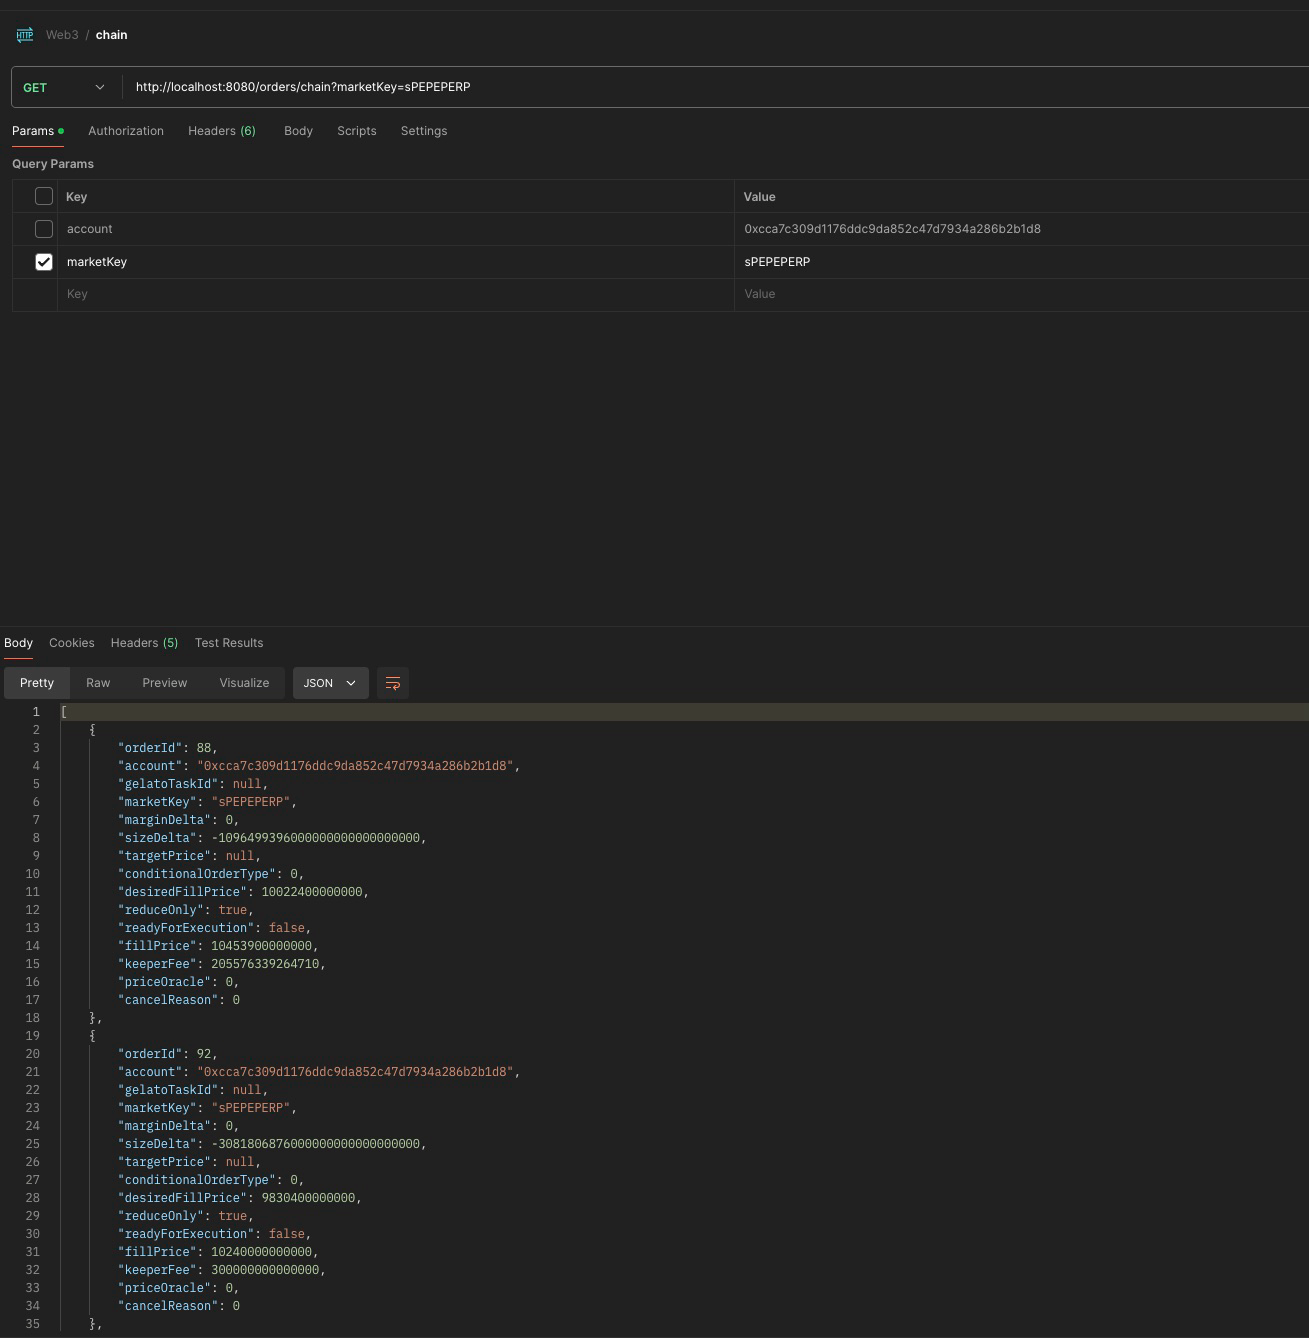 HTTP Web3 / chain
GET http://localhost:8080/orders/chain?marketKey=sPEPEPERP
Params Authorization Headers (6) Body Scripts Settings
Query Params
Key Value
account 0xcca7c309d1176ddc9da852c47d7934a286b2b1d8
marketKey sPEPEPERP
Key Value
Body Cookies Headers (5) Test Results
Pretty Raw Preview Visualize JSON
1 [
2 {
3 "orderId": 88,
4 "account": "0xcca7c309d1176ddc9da852c47d7934a286b2b1d8",
5 "gelatoTaskId": null,
6 "marketKey": "sPEPEPERP",
7 "marginDelta": 0,
8 "sizeDelta": -1096499396000000000000000000,
9 "targetPrice": null,
10 "conditionalOrderType": 0,
11 "desiredFillPrice": 10022400000000,
12 "reduceOnly": true,
13 "readyForExecution": false,
14 "fillPrice": 10453900000000,
15 "keeperFee": 205576339264710,
16 "priceOracle": 0,
17 "cancelReason": 0
18 },
19 {
20 "orderId": 92,
21 "account": "0xcca7c309d1176ddc9da852c47d7934a286b2b1d8",
22 "gelatoTaskId": null,
23 "marketKey": "sPEPEPERP",
24 "marginDelta": 0,
25 "sizeDelta": -3081806876000000000000000000,
26 "targetPrice": null,
27 "conditionalOrderType": 0,
28 "desiredFillPrice": 9830400000000,
29 "reduceOnly": true,
30 "readyForExecution": false,
31 "fillPrice": 10240000000000,
32 "keeperFee": 300000000000000,
33 "priceOracle": 0,
34 "cancelReason": 0
35 },